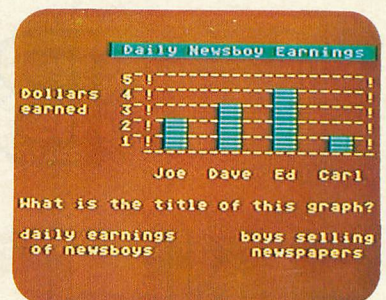 Daily Newsboy Earnings
Dollars
earned
5
4
3
2
1
Joe Dave Ed Carl
What is the title of this graph?
daily earnings
of newsboys
boys selling
newspapers